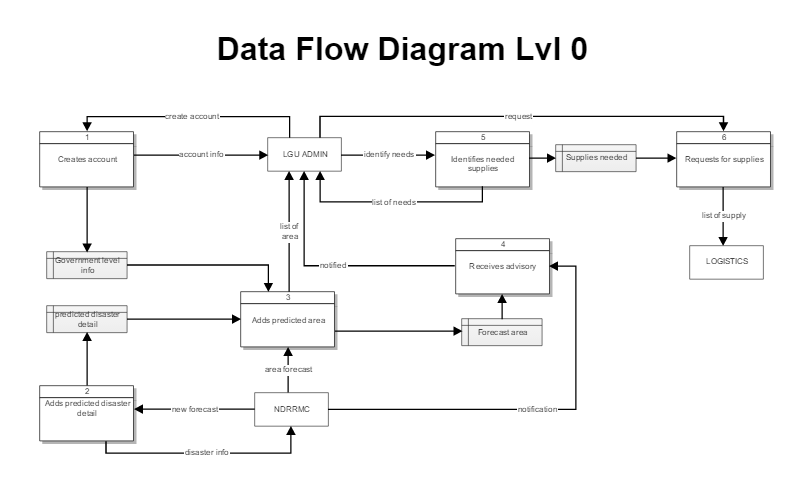 Data Flow Diagram Lvl 0
create account
request
1
Creates account
account info
LGU ADMIN
identify needs
5
Identifies needed
supplies
Supplies needed
6
Requests for supplies
list of needs
list of supply
list of
area
4
Receives advisory
notified
LOGISTICS
Government level
info
3
Adds predicted area
predicted disaster
detail
Forecast area
area forecast
2
Adds predicted disaster
detail
new forecast
NDRRMC
notification
disaster info